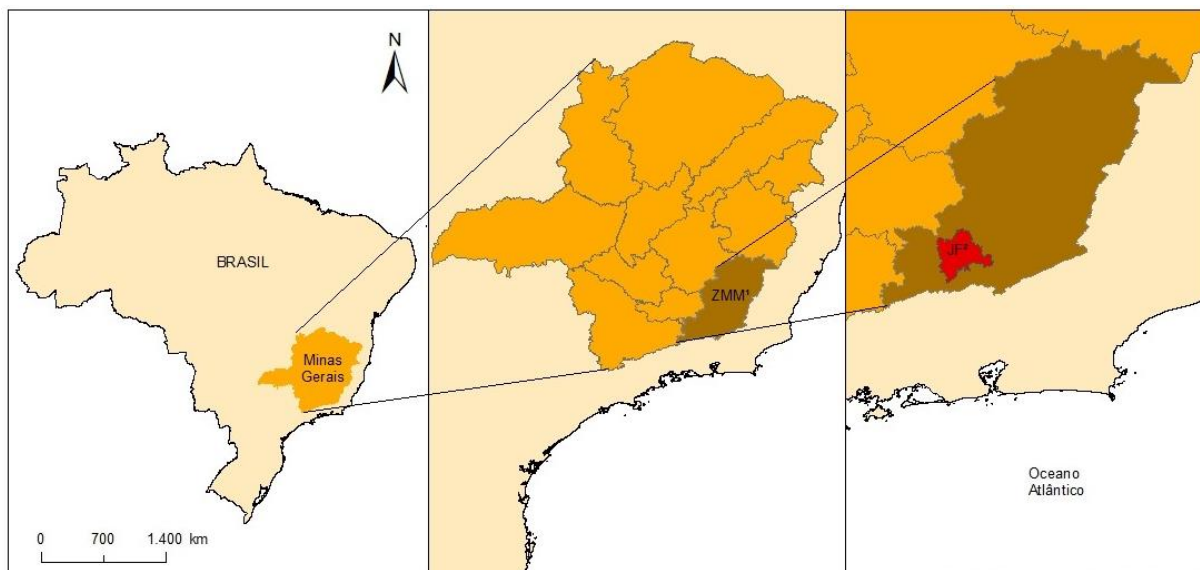 N
BRASIL
Minas
Gerais
0 700 1.400 km
ZMM¹
JF²
Oceano
Atlântico